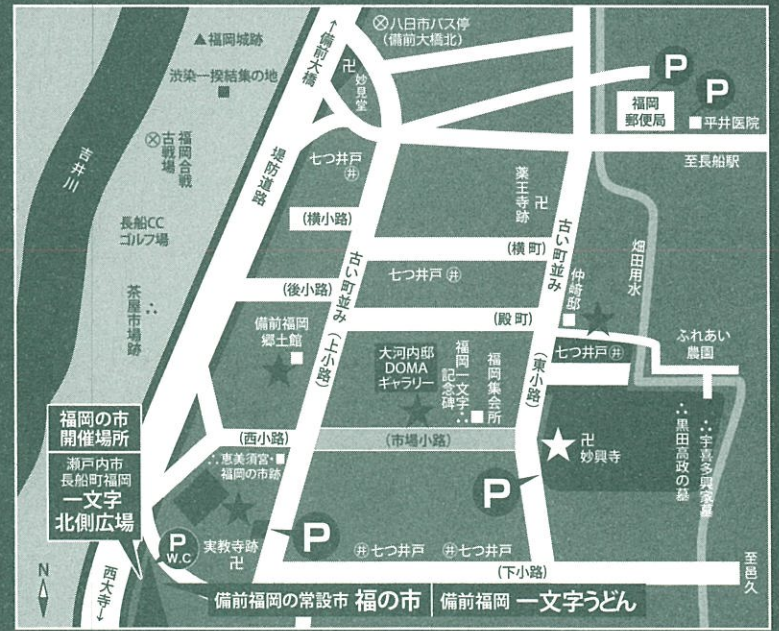 ↑備前大橋
八日市バス停
(備前大橋北)
▲福岡城跡
渋染一揆結集の地
卍
妙見堂
P
P
福岡
郵便局
平井医院
至長船駅
吉井川
福岡合戦
古戦場
堤防道路
七つ井戸
井
薬王寺跡
卍
長船CC
ゴルフ場
(横小路)
古い町並み
(上小路)
(横町)
古い町並み
(東小路)
畑田用水
七つ井戸 井
仲﨑邸
茶屋市場跡
(後小路)
(殿町)
備前福岡
郷土館
大河内邸
DOMA
ギャラリー
福岡一文字
記念碑
福岡集会所
七つ井戸 井
ふれあい
農園
福岡の市
開催場所
瀬戸内市
長船町福岡
一文字
北側広場
(西小路)
(市場小路)
恵美須宮・
福岡の市跡
卍
妙興寺
黒田高政の墓
宇喜多興家墓
P
P
P
W.C
実教寺跡
卍
井 七つ井戸
井 七つ井戸
(下小路)
至邑久
N
西大寺→
備前福岡の常設市 福の市
備前福岡 一文字うどん